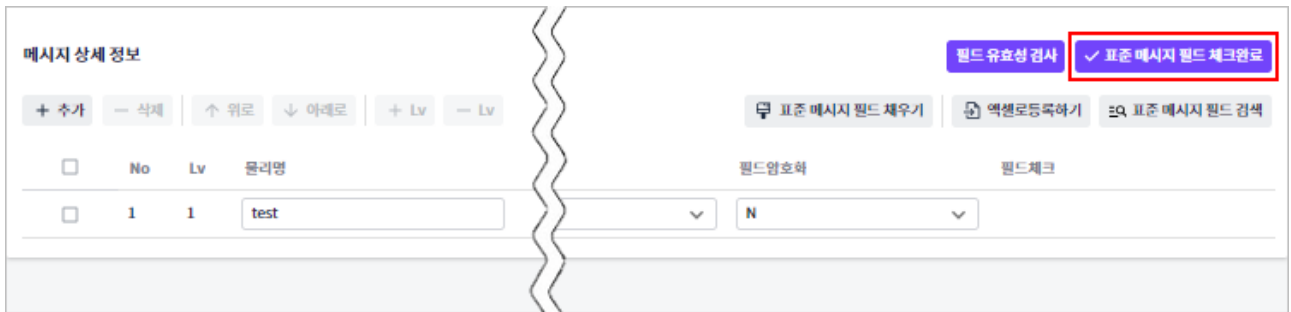 메시지 상세 정보
필드 유효성 검사 표준 메시지 필드 체크완료
추가 삭제 위로 아래로 + Lv − Lv 표준 메시지 필드 채우기 엑셀로등록하기 표준 메시지 필드 검색
No Lv 물리명 필드암호화 필드체크
1 1 test N